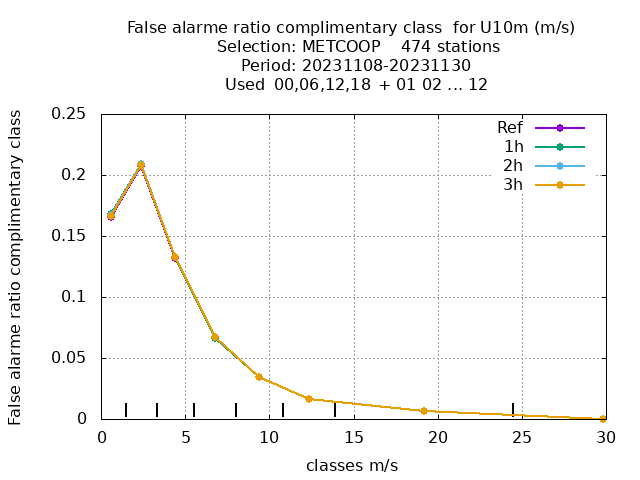 False alarme ratio complimentary class  for U10m (m/s)
Selection: METCOOP    474 stations
Period: 20231108-20231130
Used  00,06,12,18 + 01 02 ... 12
False alarme ratio complimentary class
0.25
0.2
0.15
0.1
0.05
0
Ref
1h
2h
3h
0 5 10 15 20 25 30
classes m/s